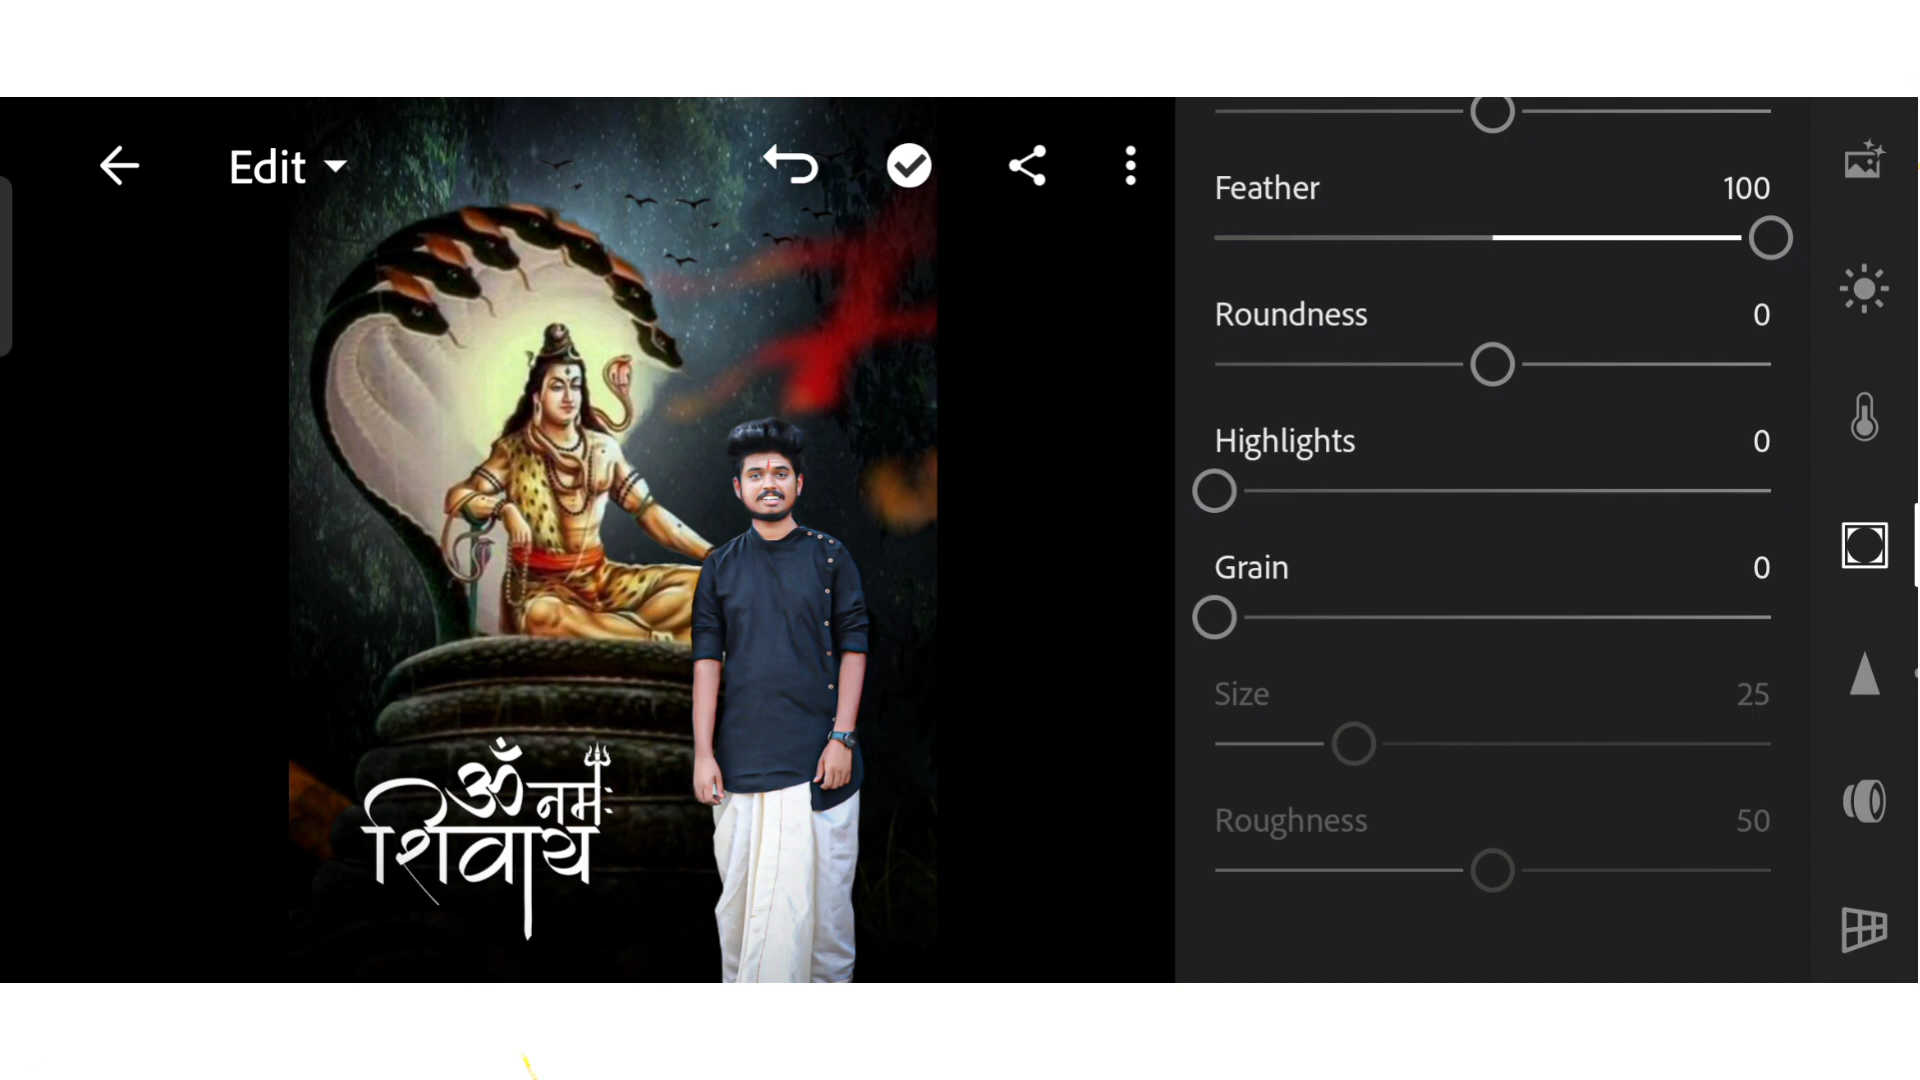 Edit
Feather 100
Roundness 0
Highlights 0
Grain 0
Size 25
Roughness 50
ॐ नमः
शिवाय